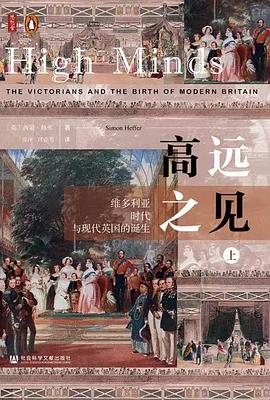 High Minds
THE VICTORIANS AND THE BIRTH OF MODERN BRITAIN
Simon Heffer
著
译
高远
之见
维多利亚
时代
与现代英国的诞生
上
社会科学文献出版社